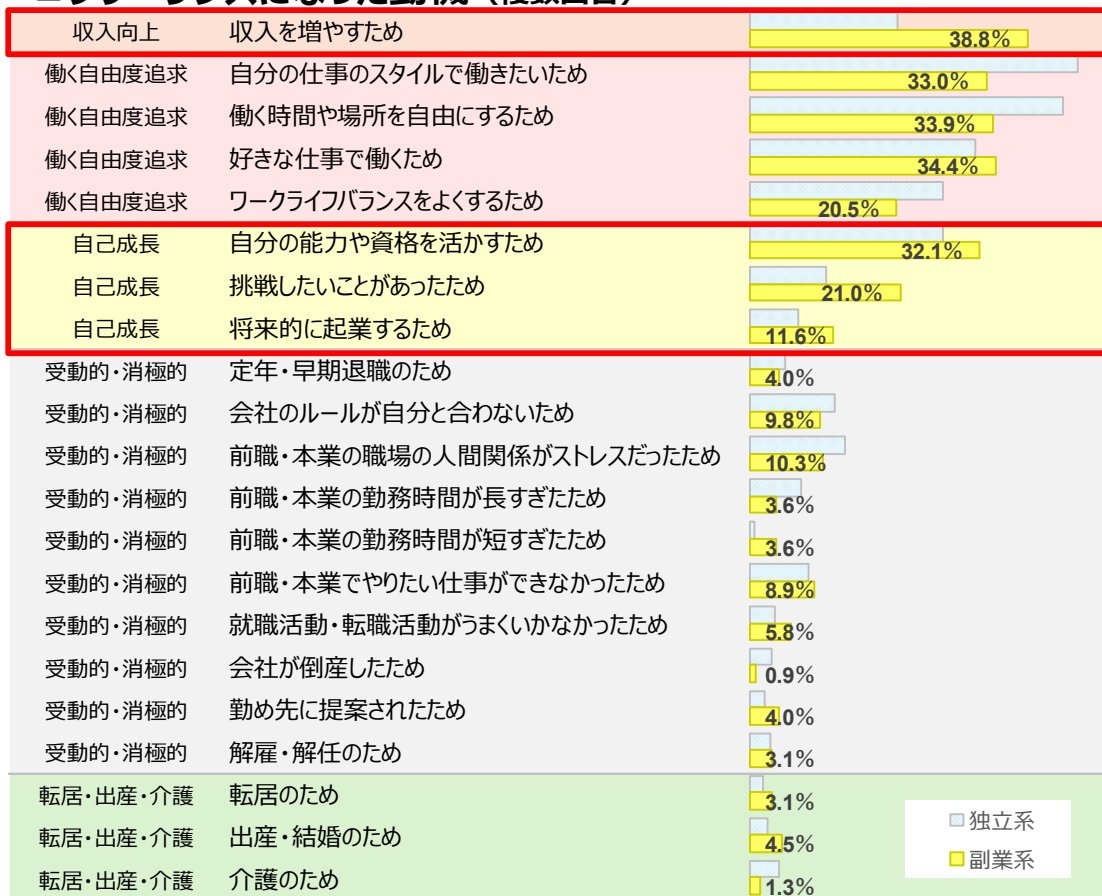 収入向上 収入を増やすため 38.8%
働く自由度追求 自分の仕事のスタイルで働きたいため 33.0%
働く自由度追求 働く時間や場所を自由にするため 33.9%
働く自由度追求 好きな仕事で働くため 34.4%
働く自由度追求 ワークライフバランスをよくするため 20.5%
自己成長 自分の能力や資格を活かすため 32.1%
自己成長 挑戦したいことがあったため 21.0%
自己成長 将来的に起業するため 11.6%
受動的・消極的 定年・早期退職のため 4.0%
受動的・消極的 会社のルールが自分と合わないため 9.8%
受動的・消極的 前職・本業の職場の人間関係がストレスだったため 10.3%
受動的・消極的 前職・本業の勤務時間が長すぎたため 3.6%
受動的・消極的 前職・本業の勤務時間が短すぎたため 3.6%
受動的・消極的 前職・本業でやりたい仕事ができなかったため 8.9%
受動的・消極的 就職活動・転職活動がうまくいかなかったため 5.8%
受動的・消極的 会社が倒産したため 0.9%
受動的・消極的 勤め先に提案されたため 4.0%
受動的・消極的 解雇・解任のため 3.1%
転居・出産・介護 転居のため 3.1%
転居・出産・介護 出産・結婚のため 4.5%
転居・出産・介護 介護のため 1.3%
独立系
副業系